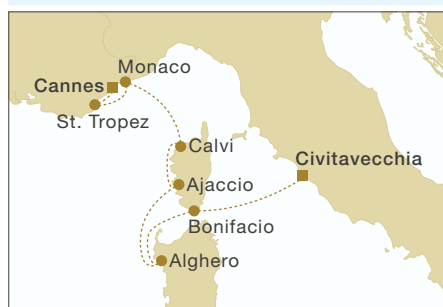 Monaco
Cannes
St. Tropez
Calvi
Civitavecchia
Ajaccio
Bonifacio
Alghero